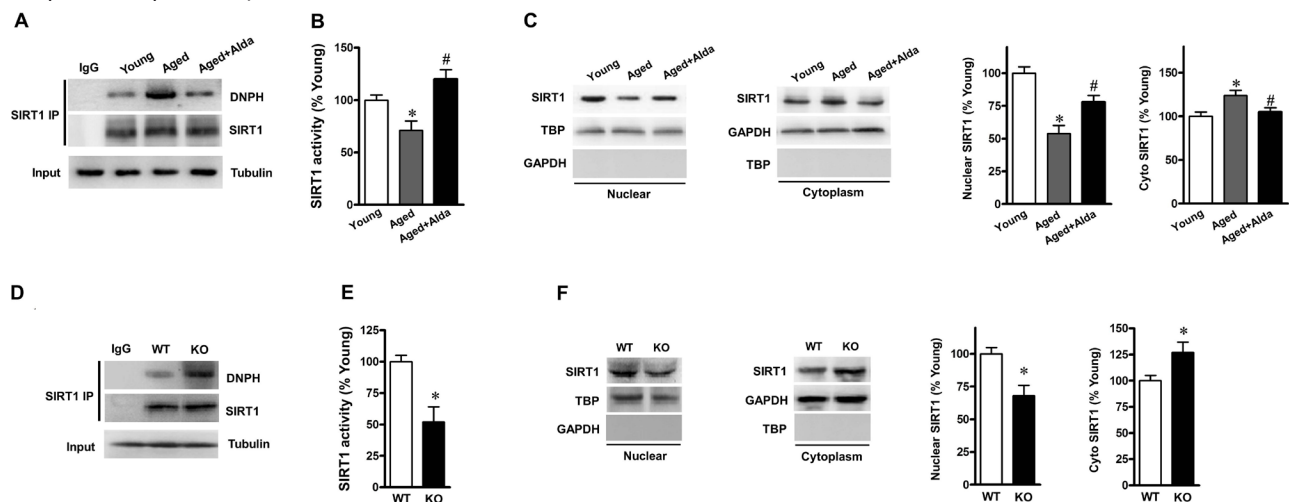 A
IgG
Young
Aged
Aged+Alda
SIRT1 IP
DNPH
SIRT1
Input
Tubulin
B
SIRT1 activity (% Young)
150
125
100
75
50
0
*
#
Young
Aged
Aged+Alda
C
Young
Aged
Aged+Alda
SIRT1
TBP
GAPDH
Nuclear
Young
Aged
Aged+Alda
SIRT1
GAPDH
TBP
Cytoplasm
Nuclear SIRT1 (% Young)
125
100
75
50
25
0
*
#
Young
Aged
Aged+Alda
Cyto SIRT1 (% Young)
150
125
100
75
50
0
*
#
Young
Aged
Aged+Alda
D
IgG
WT
KO
SIRT1 IP
DNPH
SIRT1
Input
Tubulin
E
SIRT1 activity (% Young)
125
100
75
50
25
0
*
WT
KO
F
WT
KO
SIRT1
TBP
GAPDH
Nuclear
WT
KO
SIRT1
GAPDH
TBP
Cytoplasm
Nuclear SIRT1 (% Young)
125
100
75
50
25
0
*
WT
KO
Cyto SIRT1 (% Young)
150
125
100
75
50
0
*
WT
KO